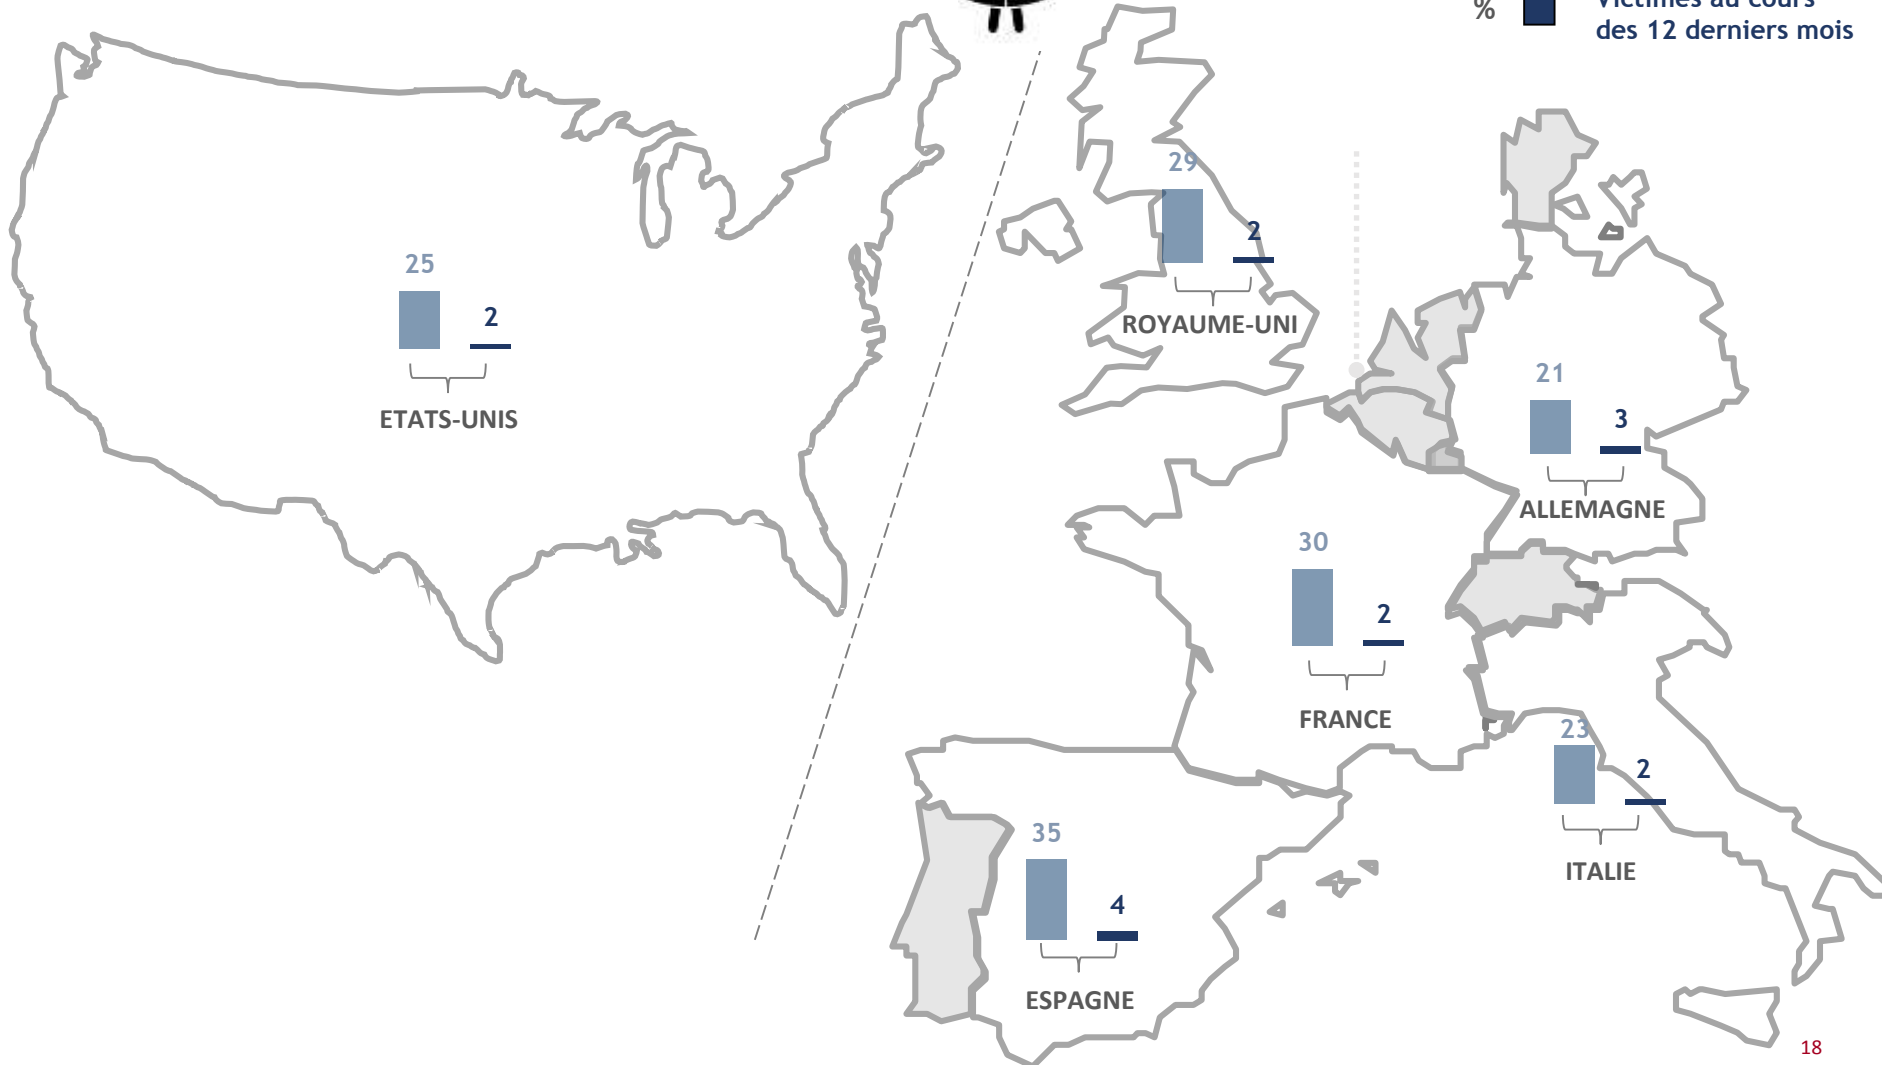 %
Victimes au cours
des 12 derniers mois
29
2
ROYAUME-UNI
25
2
ETATS-UNIS
21
3
ALLEMAGNE
30
2
FRANCE
23
2
ITALIE
35
4
ESPAGNE
18